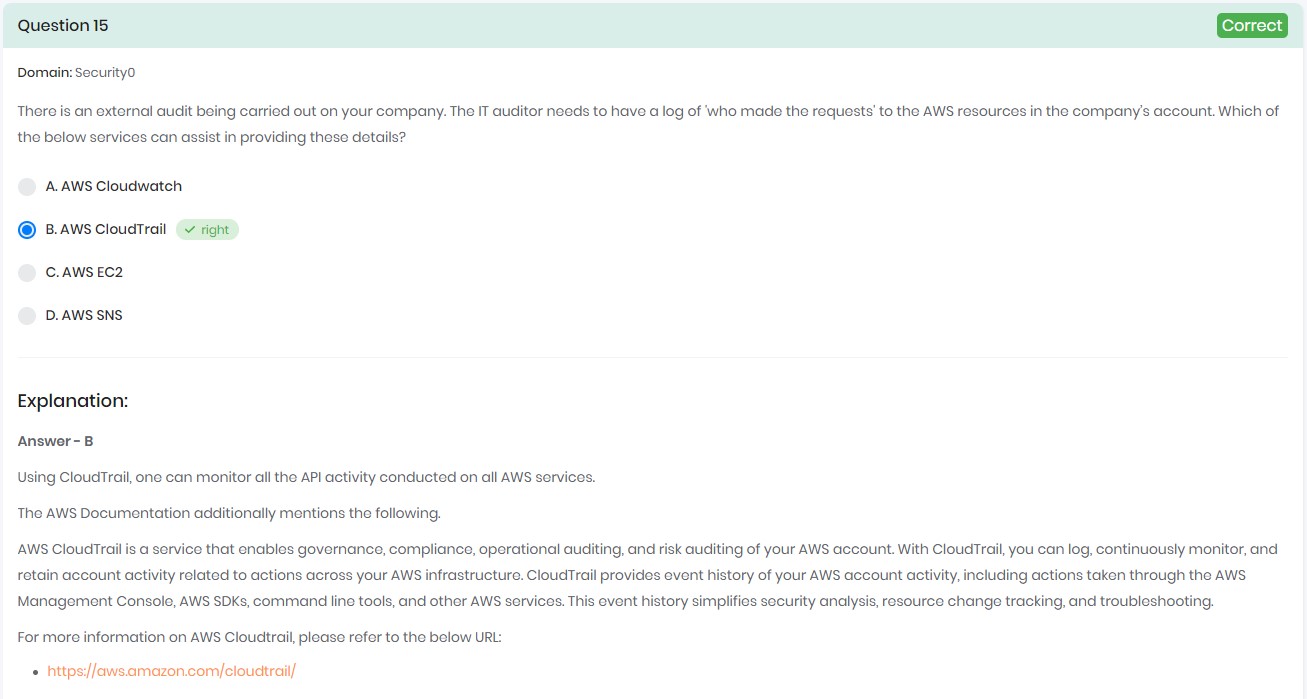 Question 15
Correct
Domain: Security0
There is an external audit being carried out on your company. The IT auditor needs to have a log of 'who made the requests' to the AWS resources in the company's account. Which of
the below services can assist in providing these details?
A. AWS Cloudwatch
B. AWS CloudTrail
right
C. AWS EC2
D. AWS SNS
Explanation:
Answer - B
Using CloudTrail, one can monitor all the API activity conducted on all AWS services.
The AWS Documentation additionally mentions the following.
AWS CloudTrail is a service that enables governance, compliance, operational auditing, and risk auditing of your AWS account. With CloudTrail, you can log, continuously monitor, and
retain account activity related to actions across your AWS infrastructure. CloudTrail provides event history of your AWS account activity, including actions taken through the AWS
Management Console, AWS SDKs, command line tools, and other AWS services. This event history simplifies security analysis, resource change tracking, and troubleshooting.
For more information on AWS Cloudtrail, please refer to the below URL:
https://aws.amazon.com/cloudtrail/